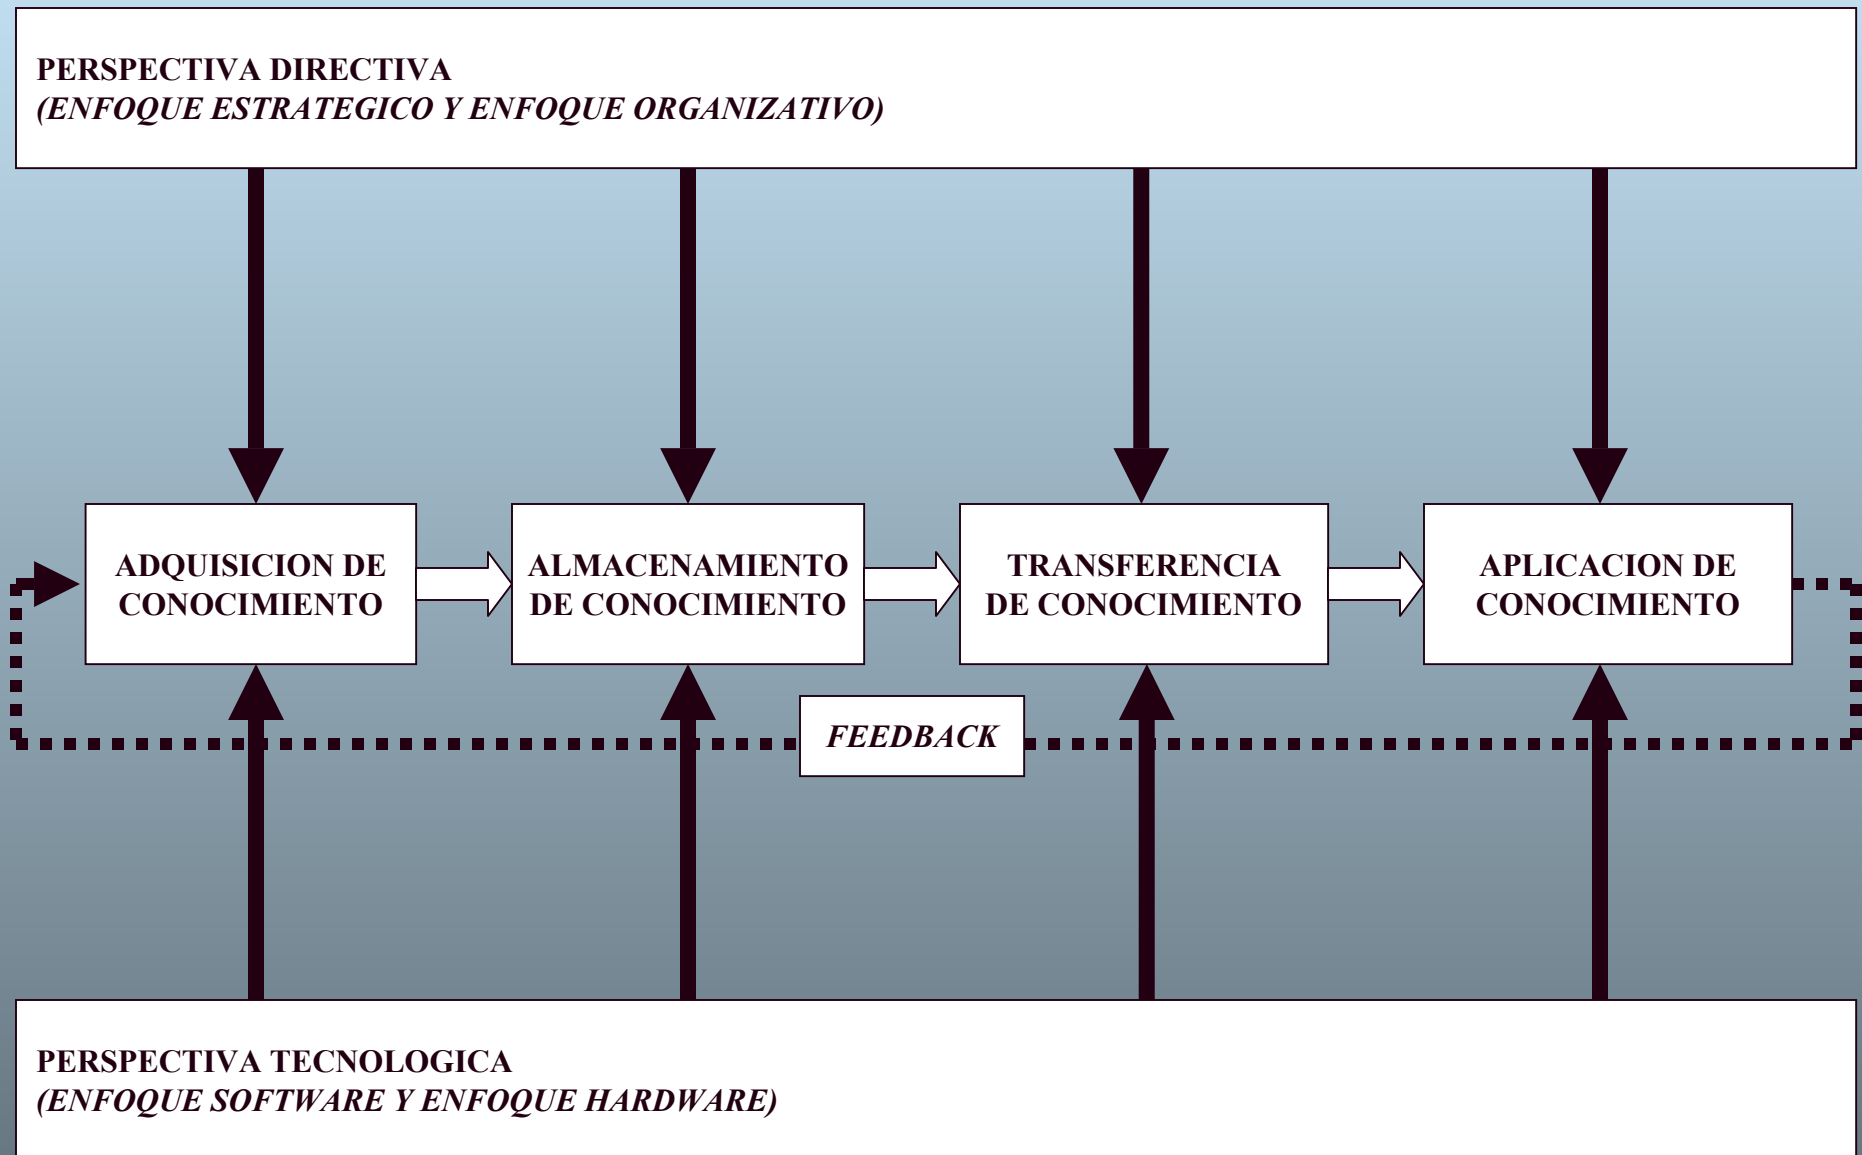 PERSPECTIVA DIRECTIVA
(ENFOQUE ESTRATEGICO Y ENFOQUE ORGANIZATIVO)
ADQUISICION DE
CONOCIMIENTO
ALMACENAMIENTO
DE CONOCIMIENTO
TRANSFERENCIA
DE CONOCIMIENTO
APLICACION DE
CONOCIMIENTO
FEEDBACK
PERSPECTIVA TECNOLOGICA
(ENFOQUE SOFTWARE Y ENFOQUE HARDWARE)